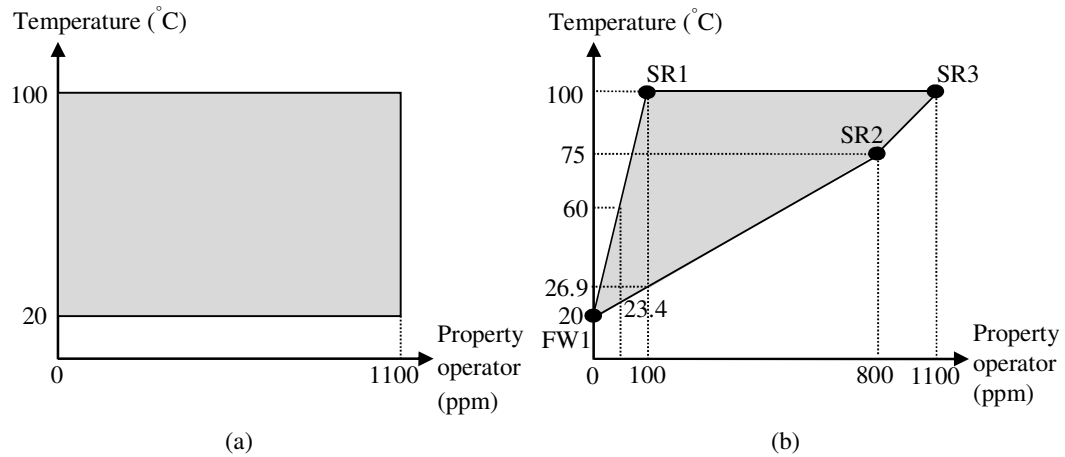 Temperature (°C)
100
20
0
1100
Property
operator
(ppm)
(a)
Temperature (°C)
SR1
SR3
100
SR2
75
60
26.9
23.4
20
FW1
0
100
800
1100
Property
operator
(ppm)
(b)